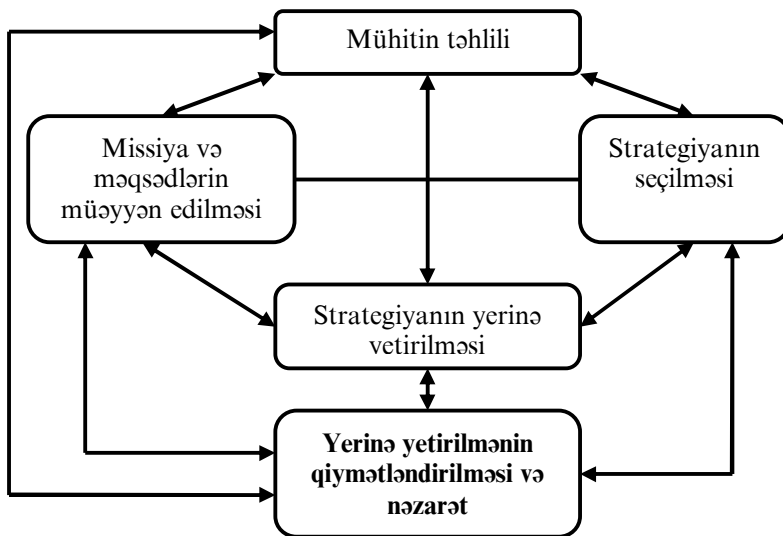 Mühitin təhlili
Missiya və
məqsədlərin
müəyyən edilməsi
Strategiyanın
seçilməsi
Strategiyanın yerinə
vetirilməsi
Yerinə yetirilmənin
qiymətləndirilməsi və
nəzarət